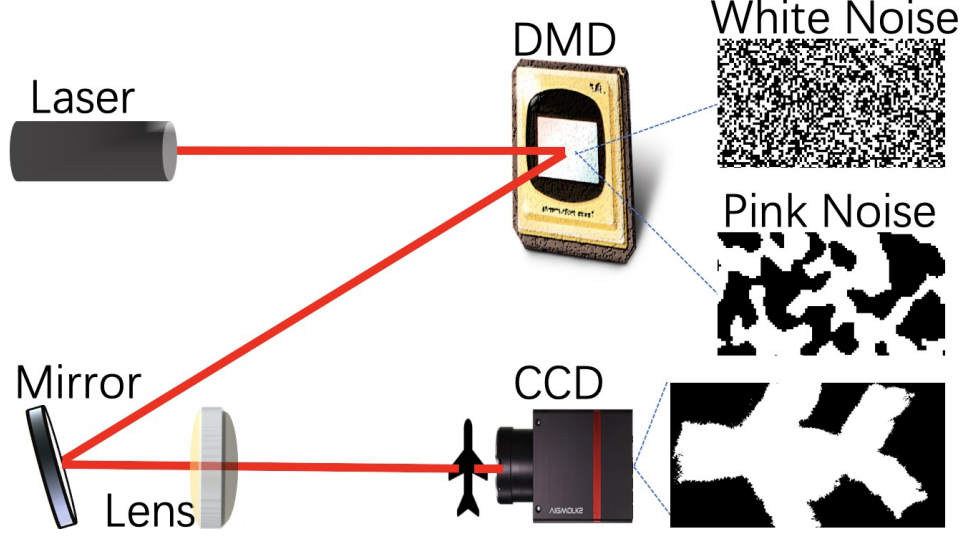 White Noise
DMD
Laser
Pink Noise
Mirror
CCD
Lens